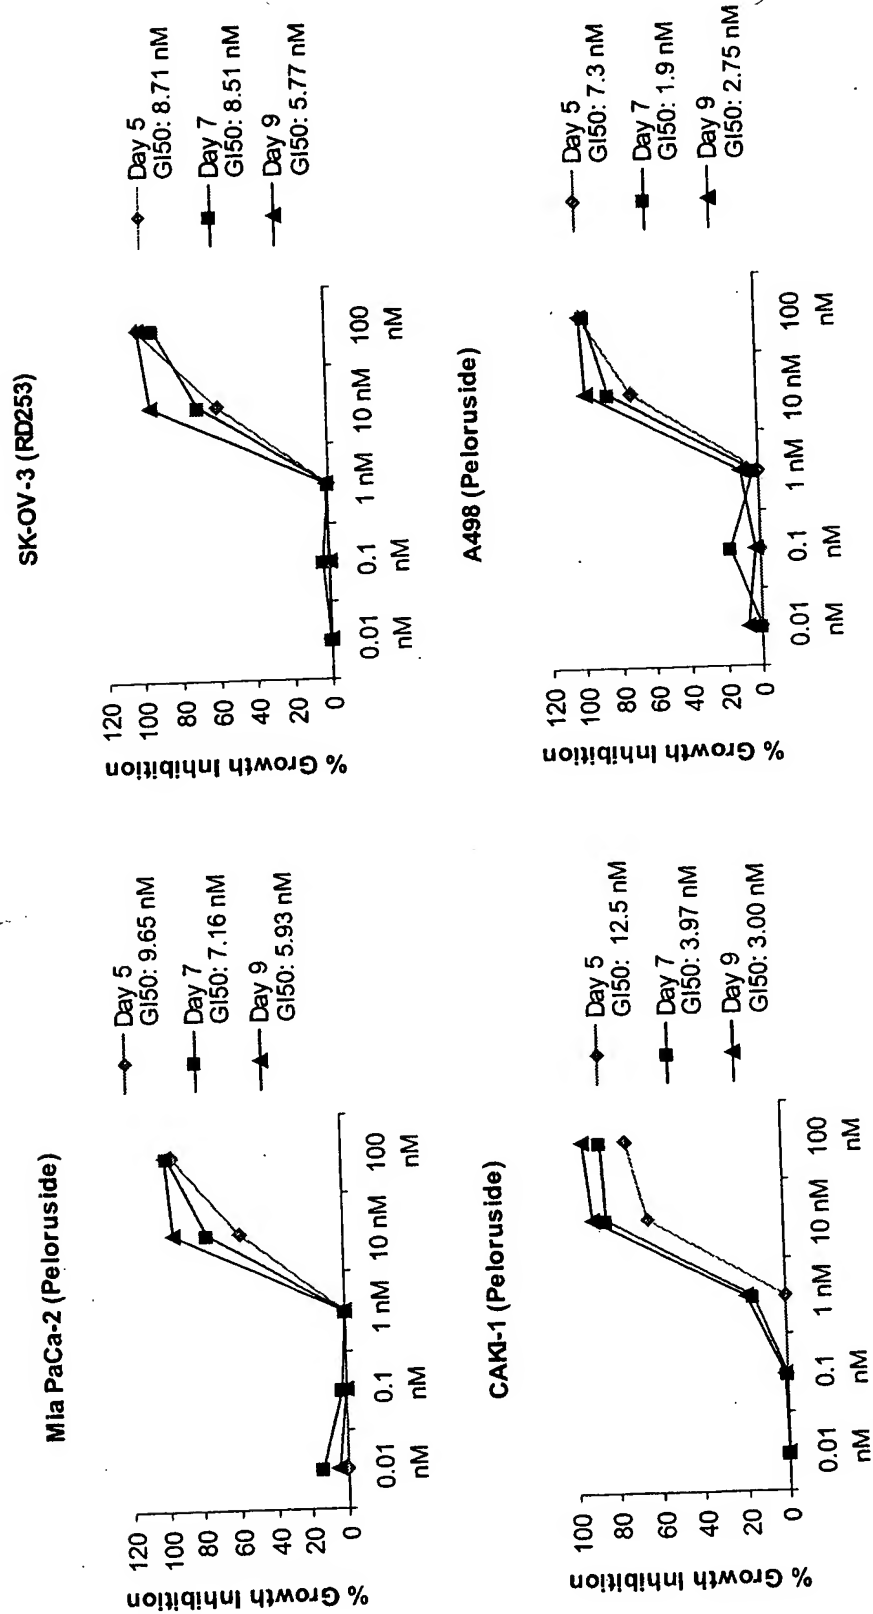 Mia PaCa-2 (Peloruside)
% Growth Inhibition
120
100
80
60
40
20
0
0.01 nM
0.1 nM
1 nM
10 nM
100 nM
Day 5
GI50: 9.65 nM
Day 7
GI50: 7.16 nM
Day 9
GI50: 5.93 nM
SK-OV-3 (RD253)
% Growth Inhibition
120
100
80
60
40
20
0
0.01 nM
0.1 nM
1 nM
10 nM
100 nM
Day 5
GI50: 8.71 nM
Day 7
GI50: 8.51 nM
Day 9
GI50: 5.77 nM
CAKI-1 (Peloruside)
% Growth Inhibition
100
80
60
40
20
0
0.01 nM
0.1 nM
1 nM
10 nM
100 nM
Day 5
GI50: 12.5 nM
Day 7
GI50: 3.97 nM
Day 9
GI50: 3.00 nM
A498 (Peloruside)
% Growth Inhibition
120
100
80
60
40
20
0
0.01 nM
0.1 nM
1 nM
10 nM
100 nM
Day 5
GI50: 7.3 nM
Day 7
GI50: 1.9 nM
Day 9
GI50: 2.75 nM